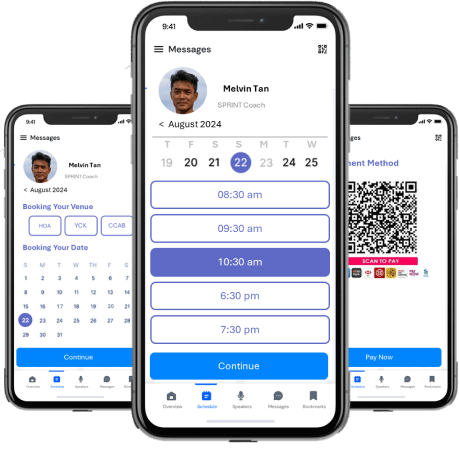 9:41
Messages
Melvin Tan
SPRINT Coach
< August 2024
T F S S M T W
19 20 21 22 23 24 25
08:30 am
09:30 am
10:30 am
6:30 pm
7:30 pm
Continue
Overview Schedule Speakers Messages Bookmarks
9:41
Messages
Melvin Tan
SPRINT Coach
< August 2024
Booking Your Venue
HOA YCK CCAB
Booking Your Date
S M T W TH F S
1 2 3 4 5 6 7
8 9 10 11 12 13 14
15 16 17 18 19 20 21
22 23 24 25 26 27 28
29 30 31
Continue
Overview Schedule Speakers Messages
ment Method
SCAN TO PAY
Pay Now
Speakers Messages Bookmarks